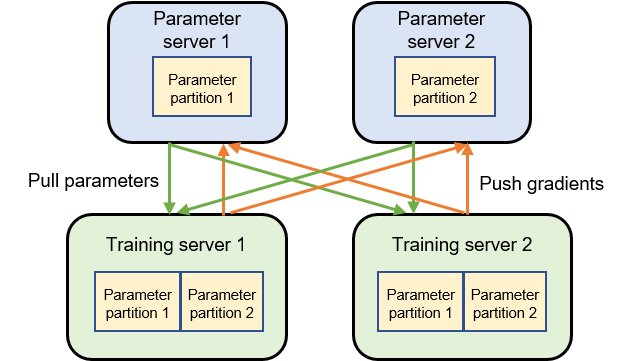 Parameter
server 1
Parameter
partition 1
Parameter
server 2
Parameter
partition 2
Pull parameters
Push gradients
Training server 1
Parameter
partition 1
Parameter
partition 2
Training server 2
Parameter
partition 1
Parameter
partition 2